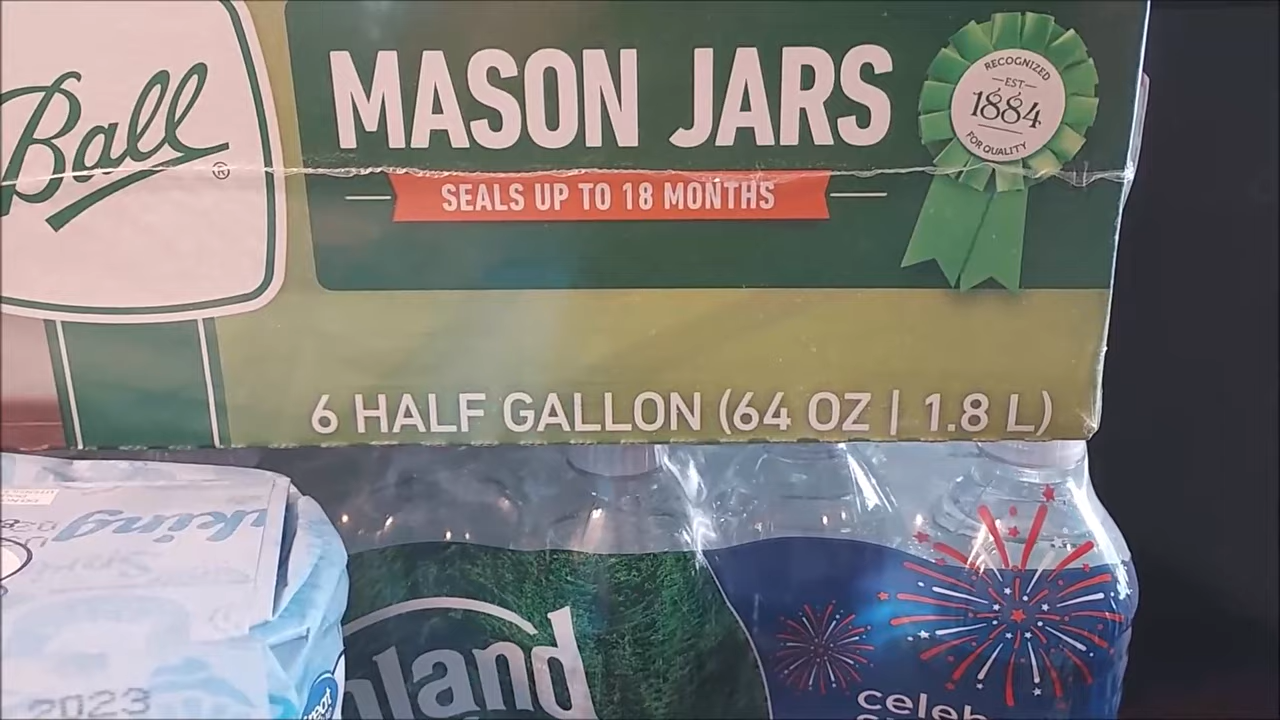 Ball
®
MASON JARS
SEALS UP TO 18 MONTHS
RECOGNIZED
EST.
1884
FOR QUALITY
6 HALF GALLON (64 OZ | 1.8 L)
2023
land
celeb